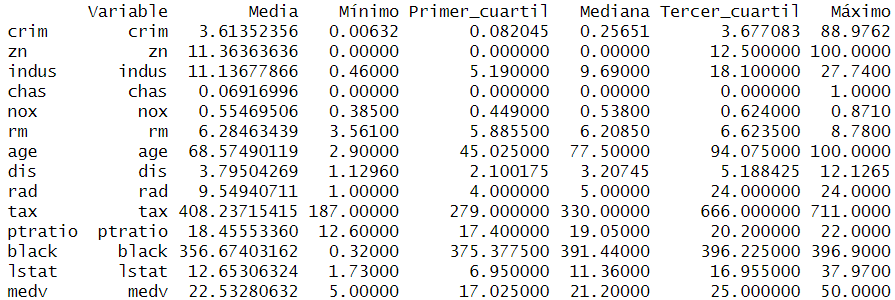 Variable Media Mínimo Primer_cuartil Mediana Tercer_cuartil Máximo
crim crim 3.61352356 0.00632 0.082045 0.25651 3.677083 88.9762
zn zn 11.36363636 0.00000 0.000000 0.00000 12.500000 100.0000
indus indus 11.13677866 0.46000 5.190000 9.69000 18.100000 27.7400
chas chas 0.06916996 0.00000 0.000000 0.00000 0.000000 1.0000
nox nox 0.55469506 0.38500 0.449000 0.53800 0.624000 0.8710
rm rm 6.28463439 3.56100 5.885500 6.20850 6.623500 8.7800
age age 68.57490119 2.90000 45.025000 77.50000 94.075000 100.0000
dis dis 3.79504269 1.12960 2.100175 3.20745 5.188425 12.1265
rad rad 9.54940711 1.00000 4.000000 5.00000 24.000000 24.0000
tax tax 408.23715415 187.00000 279.000000 330.00000 666.000000 711.0000
ptratio ptratio 18.45553360 12.60000 17.400000 19.05000 20.200000 22.0000
black black 356.67403162 0.32000 375.377500 391.44000 396.225000 396.9000
lstat lstat 12.65306324 1.73000 6.950000 11.36000 16.955000 37.9700
medv medv 22.53280632 5.00000 17.025000 21.20000 25.000000 50.0000